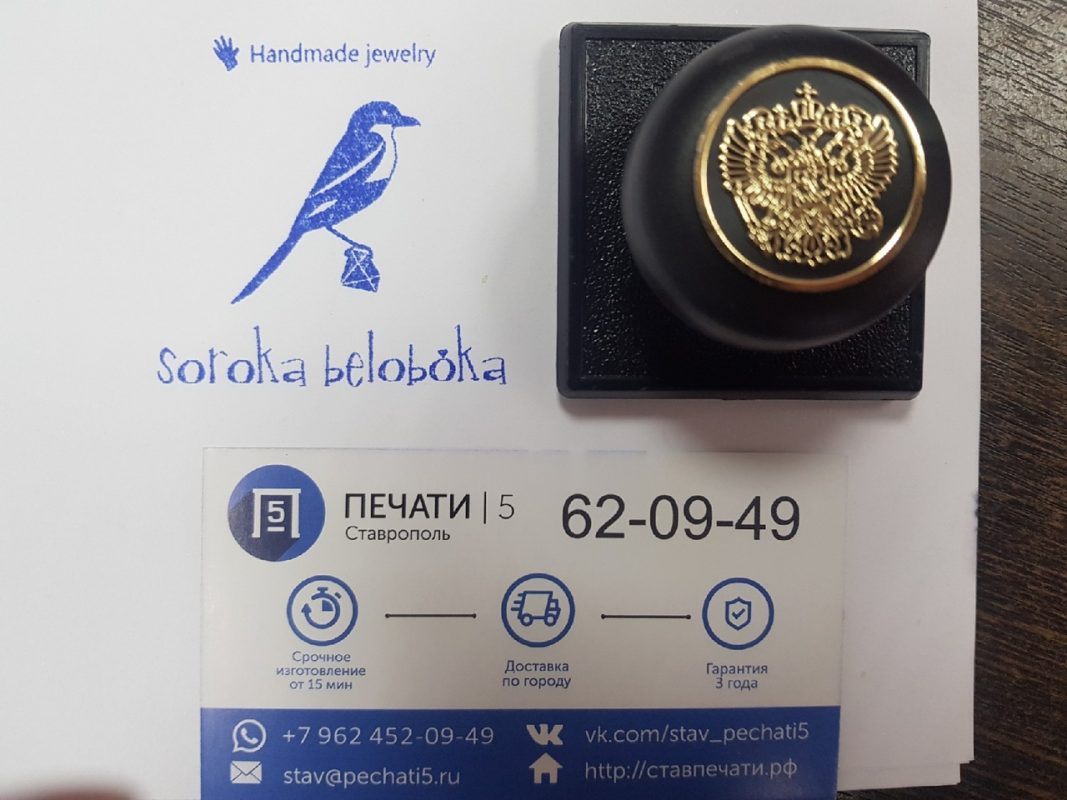 Handmade jewelry
soroka beloboka
5
ПЕЧАТИ | 5
Ставрополь
62-09-49
Срочное
изготовление
от 15 мин
Доставка
по городу
Гарантия
3 года
+7 962 452-09-49
vk.com/stav_pechati5
stav@pechati5.ru
http://ставпечати.рф